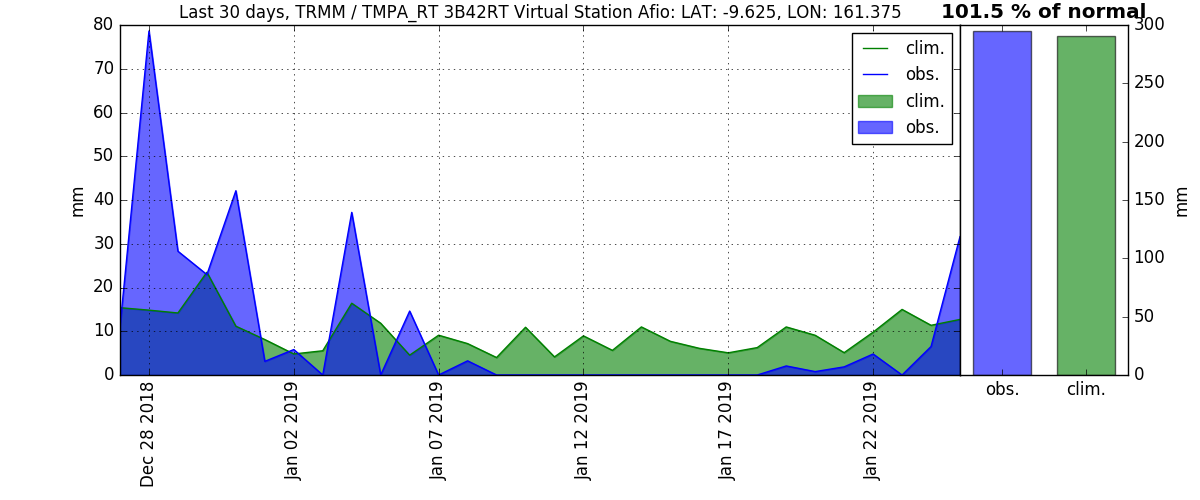 Last 30 days, TRMM / TMPA_RT 3B42RT Virtual Station Afio: LAT: -9.625, LON: 161.375
101.5 % of normal
80
70
60
50
40
30
20
10
0
mm
clim.
obs.
clim.
obs.
Dec 28 2018
Jan 02 2019
Jan 07 2019
Jan 12 2019
Jan 17 2019
Jan 22 2019
300
250
200
150
100
50
0
mm
obs.
clim.